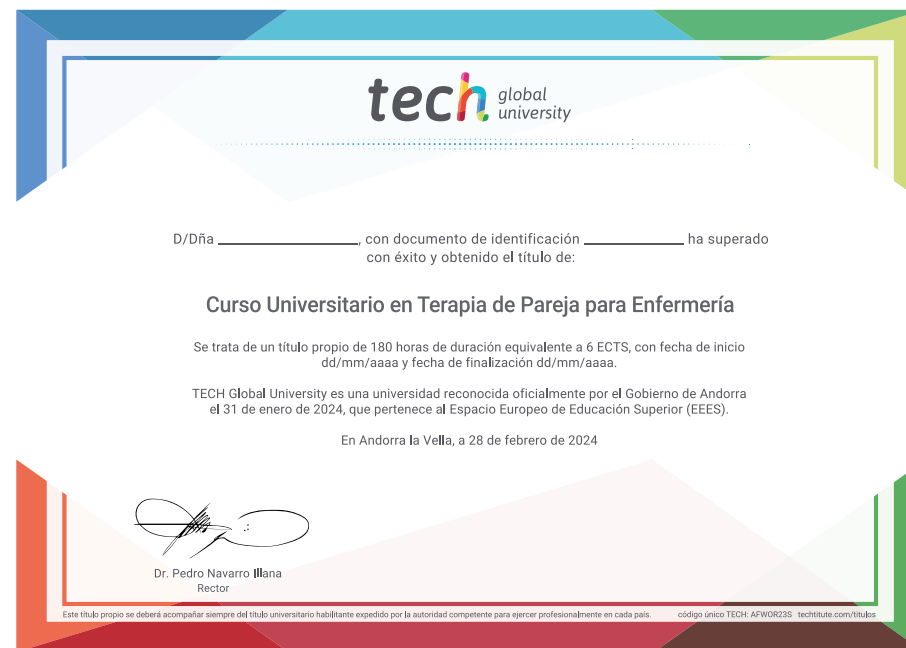 tech global university
D/Dña ____________________, con documento de identificación ______________ ha superado
con éxito y obtenido el título de:
Curso Universitario en Terapia de Pareja para Enfermería
Se trata de un título propio de 180 horas de duración equivalente a 6 ECTS, con fecha de inicio
dd/mm/aaaa y fecha de finalización dd/mm/aaaa.
TECH Global University es una universidad reconocida oficialmente por el Gobierno de Andorra
el 31 de enero de 2024, que pertenece al Espacio Europeo de Educación Superior (EEES).
En Andorra la Vella, a 28 de febrero de 2024
Dr. Pedro Navarro Illana
Rector
Este título propio se deberá acompañar siempre del título universitario habilitante expedido por la autoridad competente para ejercer profesionalmente en cada país. código único TECH: AFWOR23S techtitute.com/titulos